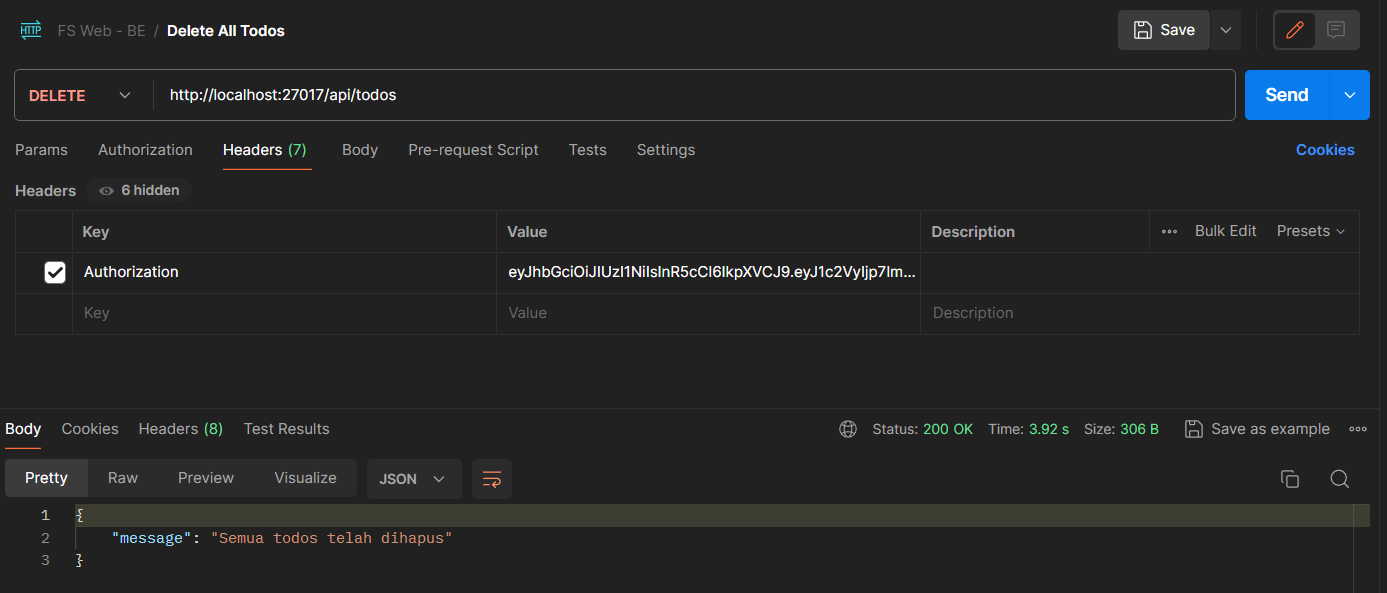 HTTP FS Web - BE / Delete All Todos Save
DELETE http://localhost:27017/api/todos Send
Params Authorization Headers (7) Body Pre-request Script Tests Settings Cookies
Headers 6 hidden
Key Value Description Bulk Edit Presets
Authorization eyJhbGciOiJIUzI1NiIsInR5cCI6IkpXVCJ9.eyJ1c2VyIjp7Im...
Key Value Description
Body Cookies Headers (8) Test Results Status: 200 OK Time: 3.92 s Size: 306 B Save as example
Pretty Raw Preview Visualize JSON
1 {
2 "message": "Semua todos telah dihapus"
3 }